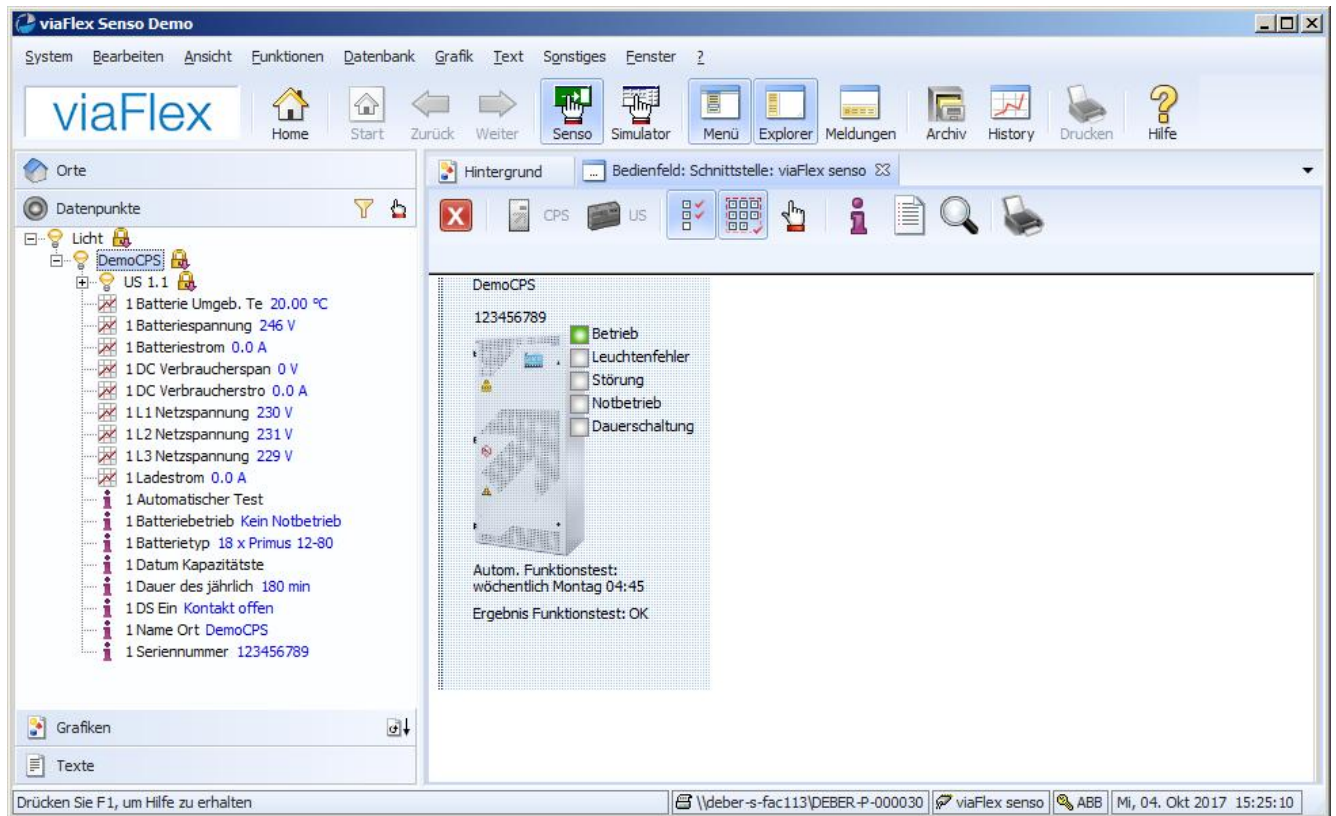 viaFlex Senso Demo
System Bearbeiten Ansicht Funktionen Datenbank Grafik Text Sonstiges Fenster ?
viaFlex
Home Start Zurück Weiter Senso Simulator Menü Explorer Meldungen Archiv History Drucken Hilfe
Orte
Datenpunkte
Licht
DemoCPS
US 1.1
1 Batterie Umgeb. Te 20.00 °C
1 Batteriespannung 246 V
1 Batteriestrom 0.0 A
1 DC Verbraucherspan 0 V
1 DC Verbraucherstro 0.0 A
1 L1 Netzspannung 230 V
1 L2 Netzspannung 231 V
1 L3 Netzspannung 229 V
1 Ladestrom 0.0 A
1 Automatischer Test
1 Batteriebetrieb Kein Notbetrieb
1 Batterietyp 18 x Primus 12-80
1 Datum Kapazitätste
1 Dauer des jährlich 180 min
1 DS Ein Kontakt offen
1 Name Ort DemoCPS
1 Seriennummer 123456789
Grafiken
Texte
Hintergrund
Bedienfeld: Schnittstelle: viaFlex senso
CPS US
DemoCPS
123456789
Betrieb
Leuchtenfehler
Störung
Notbetrieb
Dauerschaltung
Autom. Funktionstest:
wöchentlich Montag 04:45
Ergebnis Funktionstest: OK
Drücken Sie F1, um Hilfe zu erhalten
\\deber-s-fac113\DEBER-P-000030 viaFlex senso ABB Mi, 04. Okt 2017 15:25:10